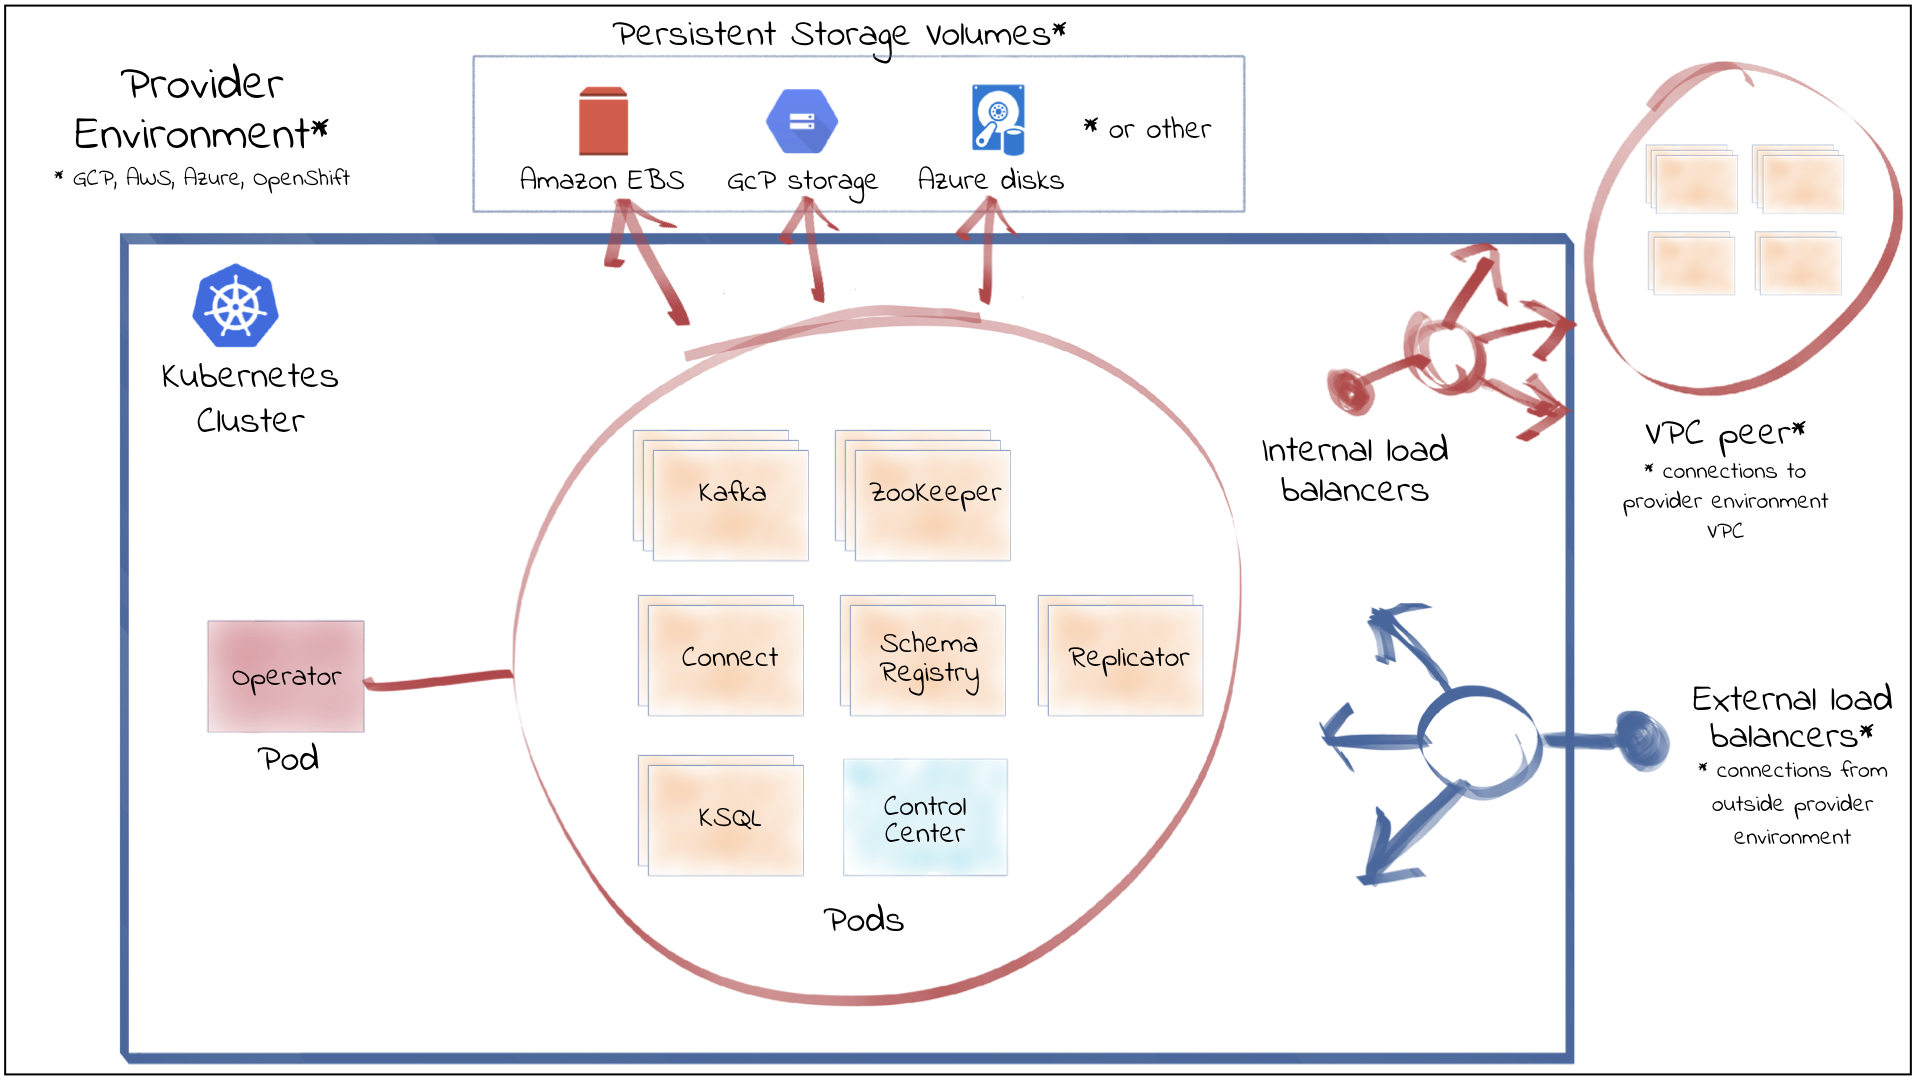 Persistent Storage Volumes*
Provider
Environment*
* GCP, AWS, Azure, OpenShift
Amazon EBS
GCP storage
Azure disks
* or other
Kubernetes
Cluster
Operator
Pod
Kafka
ZooKeeper
Connect
Schema
Registry
Replicator
KSQL
Control
Center
Pods
Internal load
balancers
VPC peer*
* connections to
provider environment
VPC
External load
balancers*
* connections from
outside provider
environment